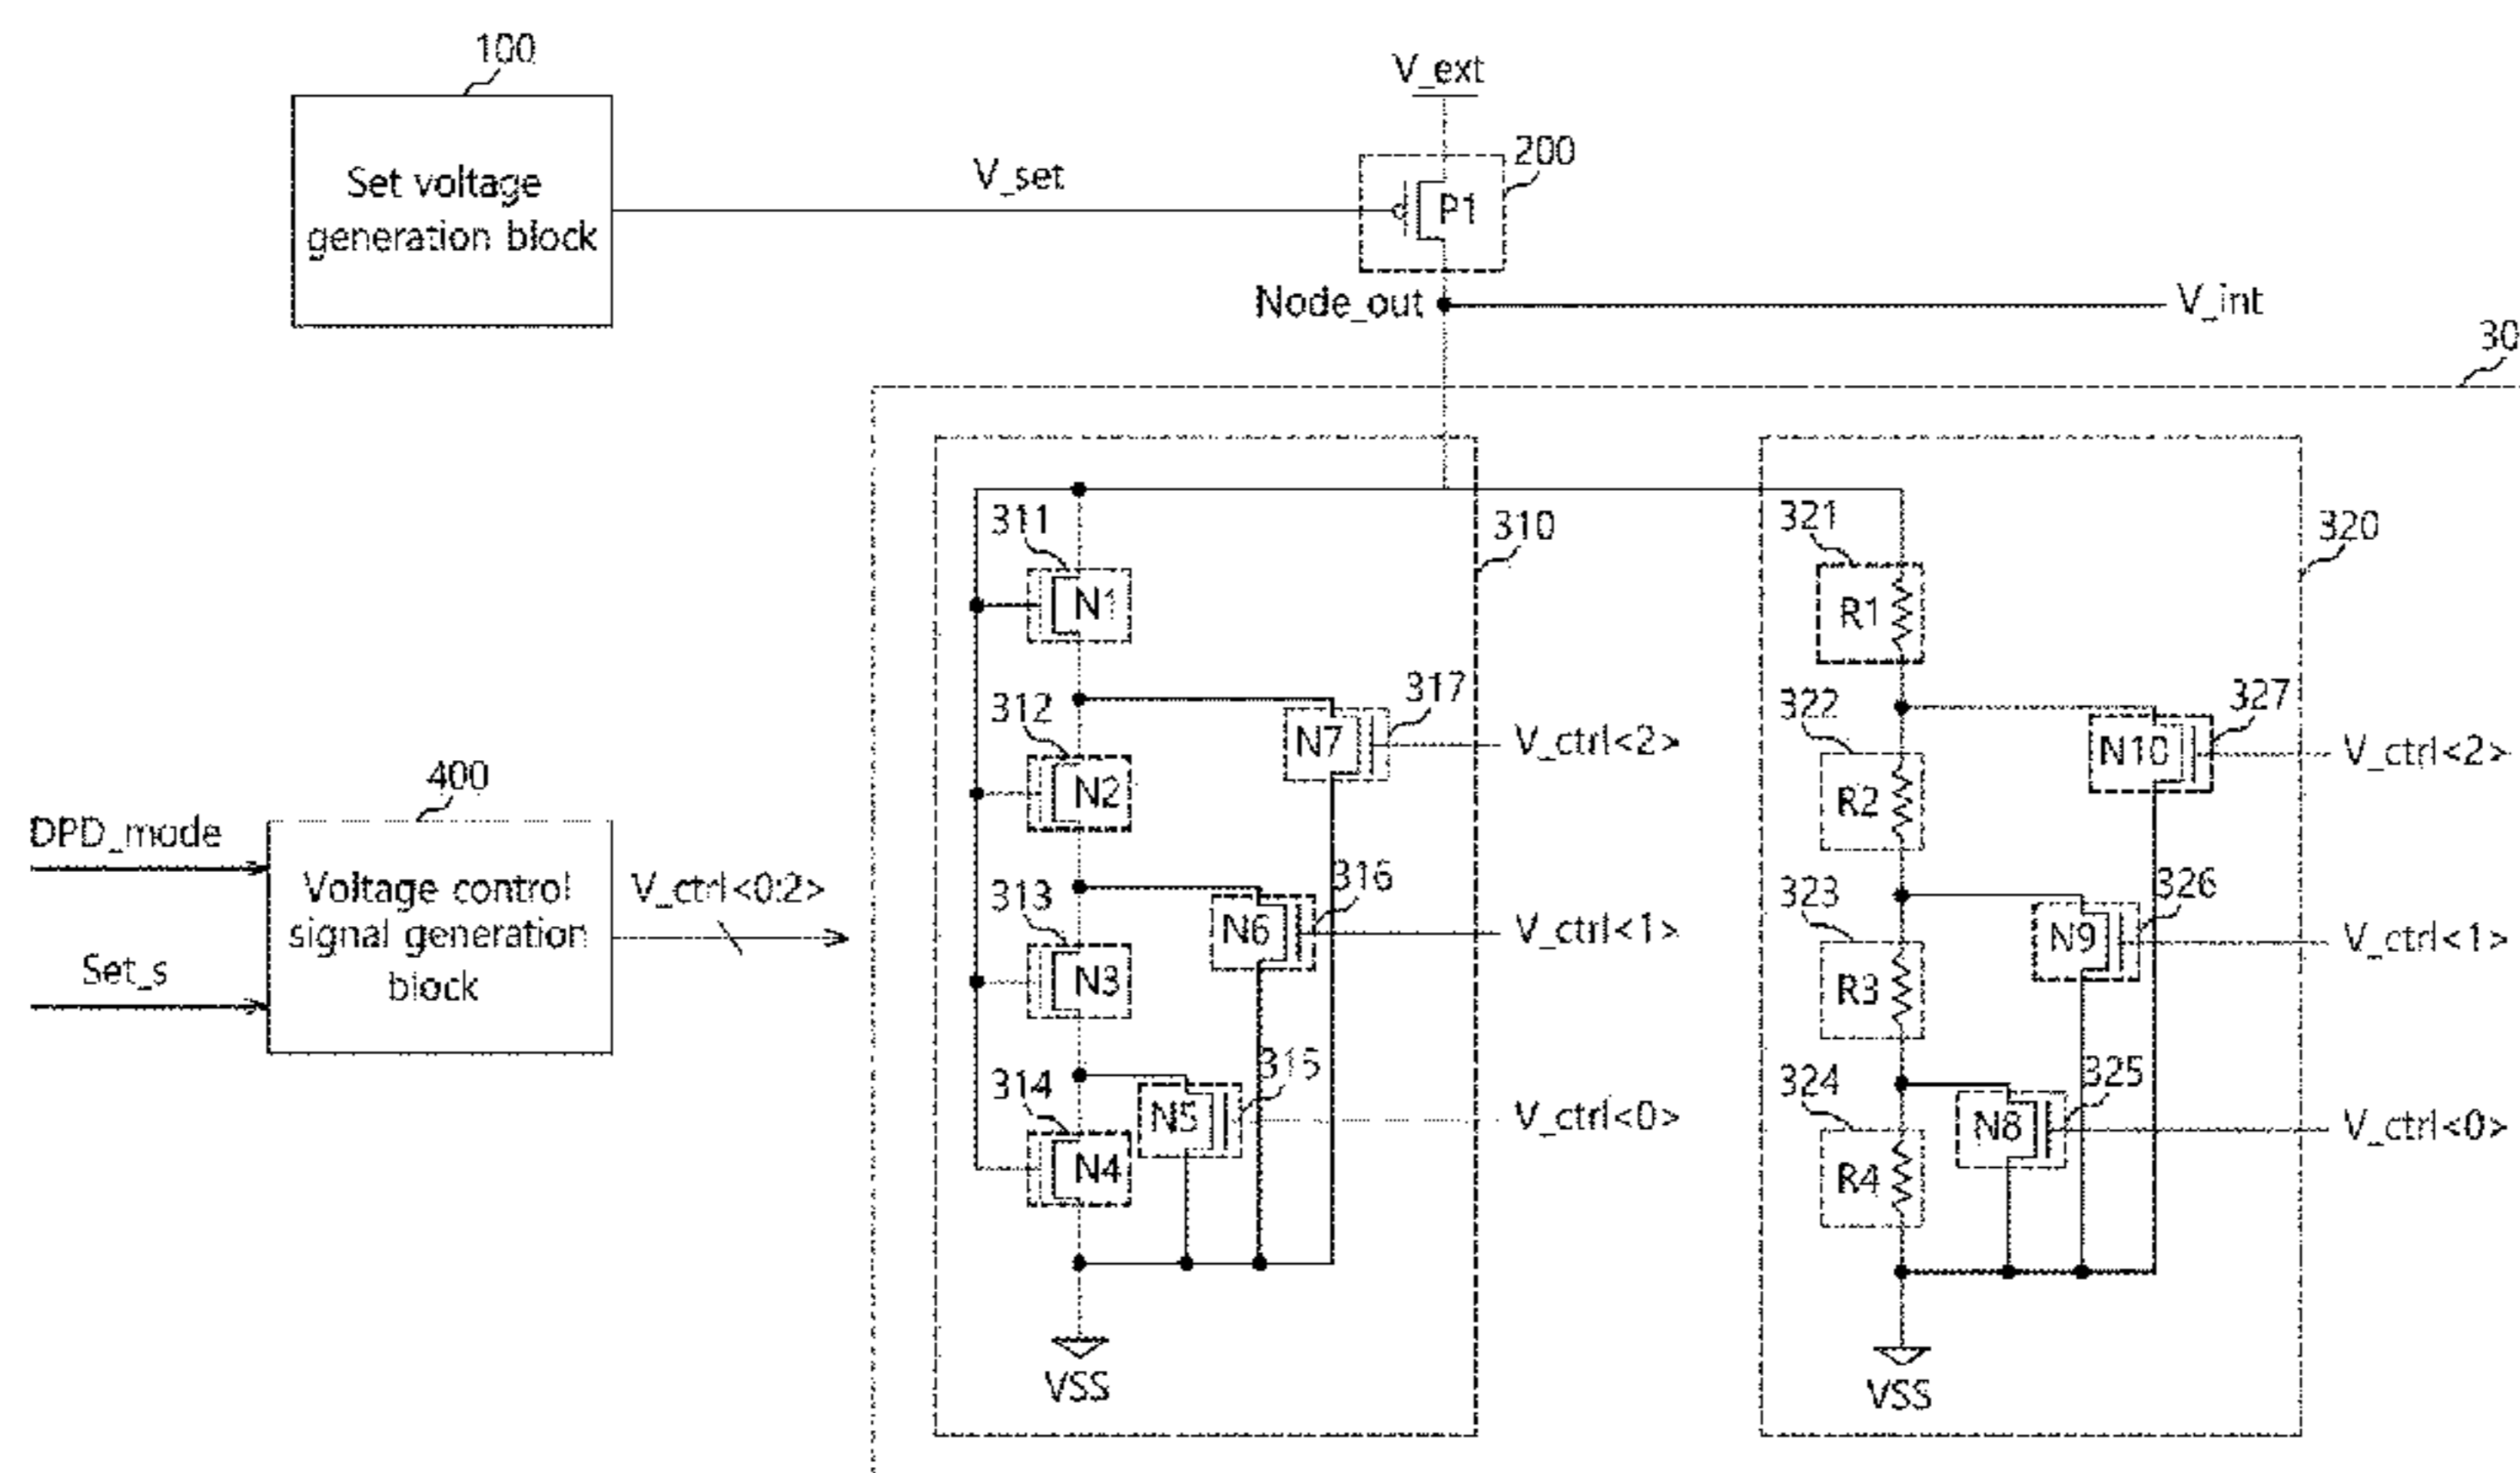 100
Set voltage
generation block
V_set
V_ext
200
P1
Node_out
V_int
30
310
311
N1
312
N2
313
N3
314
N4
317
N7
V_ctrl<2>
316
N6
V_ctrl<1>
315
N5
V_ctrl<0>
VSS
320
321
R1
322
R2
323
R3
324
R4
327
N10
V_ctrl<2>
326
N9
V_ctrl<1>
325
N8
V_ctrl<0>
VSS
400
DPD_mode
Set_s
Voltage control
signal generation
block
V_ctrl<0:2>